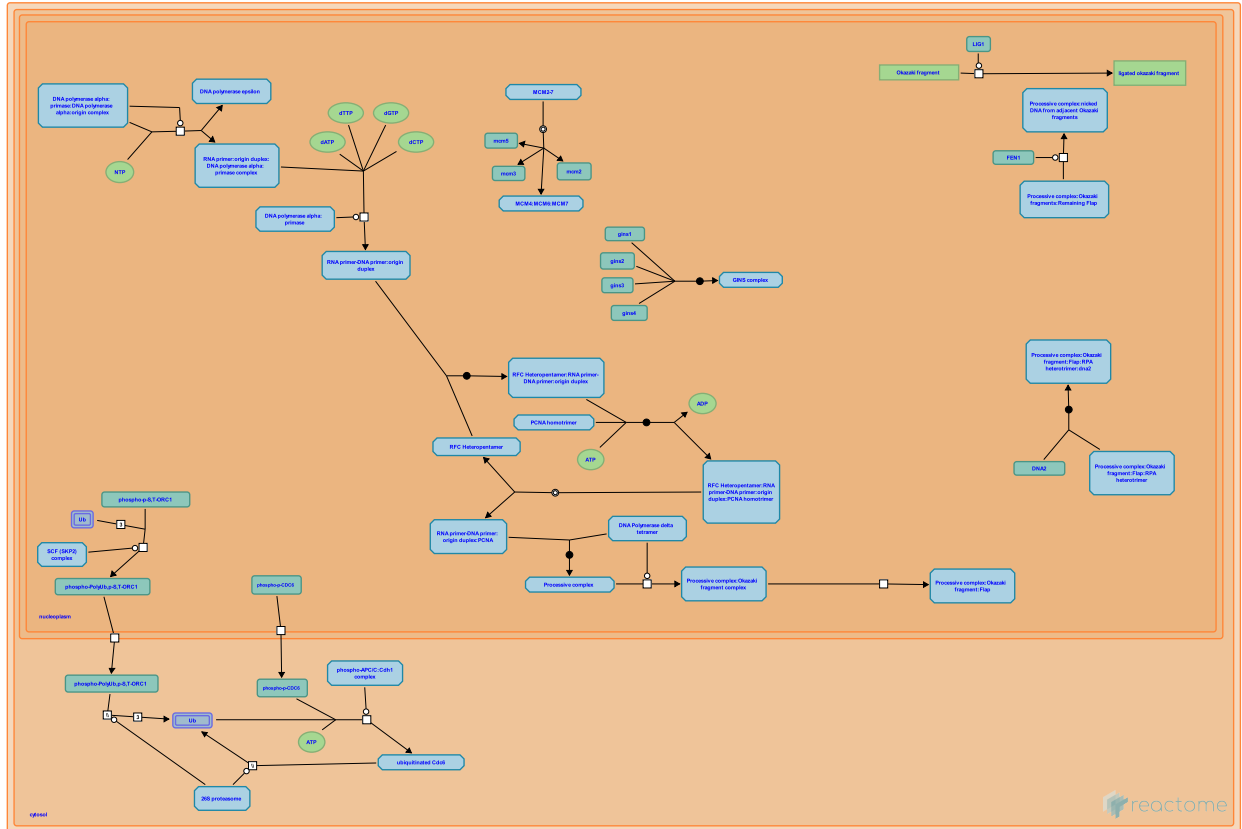 LIG1
Okazaki fragment
ligated okazaki fragment
DNA polymerase alpha:
primase:DNA polymerase
alpha:origin complex
DNA polymerase epsilon
NTP
RNA primer:origin duplex:
DNA polymerase alpha:
primase complex
dTTP
dGTP
dATP
dCTP
DNA polymerase alpha:
primase
RNA primer-DNA primer:origin
duplex
MCM2-7
mcm5
mcm3
mcm2
MCM4:MCM6:MCM7
Processive complex:nicked
DNA from adjacent Okazaki
fragments
FEN1
Processive complex:Okazaki
fragments:Remaining Flap
gins1
gins2
gins3
gins4
GINS complex
RFC Heteropentamer:RNA primer-
DNA primer:origin duplex
PCNA homotrimer
ATP
ADP
RFC Heteropentamer
RFC Heteropentamer:RNA
primer-DNA primer:origin
duplex:PCNA homotrimer
Processive complex:Okazaki
fragment:Flap:RPA
heterotrimer:dna2
DNA2
Processive complex:Okazaki
fragment:Flap:RPA
heterotrimer
RNA primer-DNA primer:
origin duplex:PCNA
DNA Polymerase delta
tetramer
Processive complex
Processive complex:Okazaki
fragment complex
Processive complex:Okazaki
fragment:Flap
phospho-p-S,T-ORC1
Ub
3
SCF (SKP2)
complex
phospho-PolyUb,p-S,T-ORC1
phospho-p-CDC6
nucleoplasm
phospho-PolyUb,p-S,T-ORC1
phospho-p-CDC6
phospho-APC/C:Cdh1
complex
3
Ub
ATP
ubiquitinated Cdc6
26S proteasome
cytosol
reactome